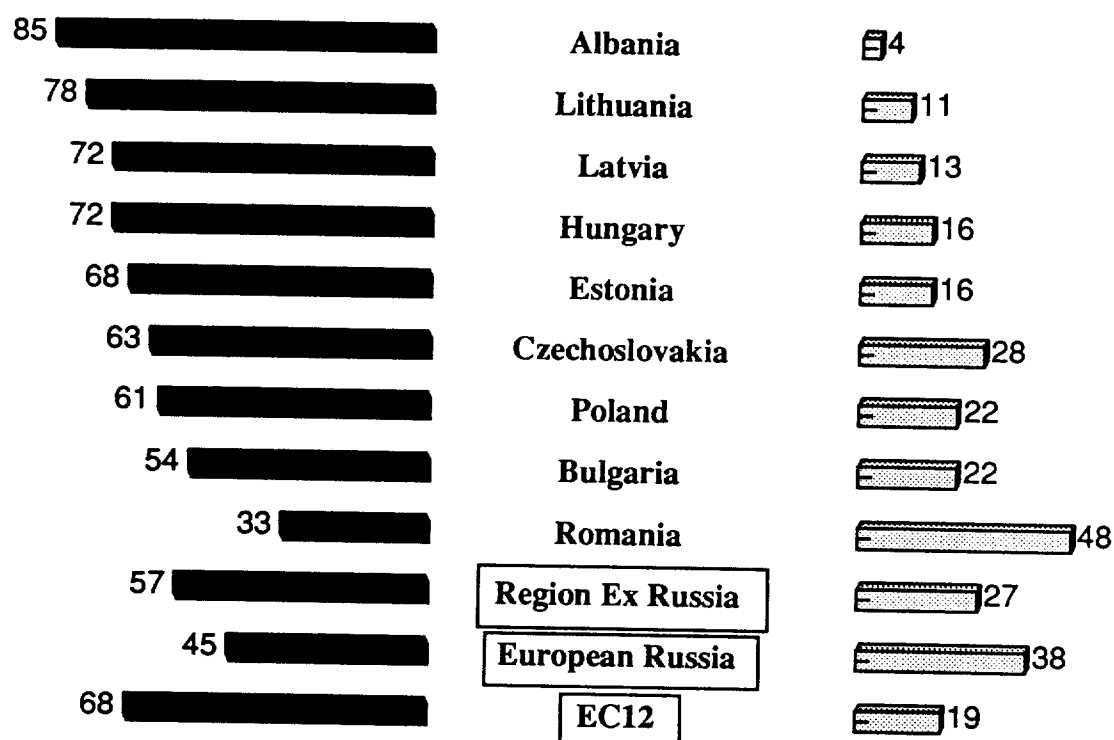 85 Albania 4
78 Lithuania 11
72 Latvia 13
72 Hungary 16
68 Estonia 16
63 Czechoslovakia 28
61 Poland 22
54 Bulgaria 22
33 Romania 48
57 Region Ex Russia 27
45 European Russia 38
68 EC12 19